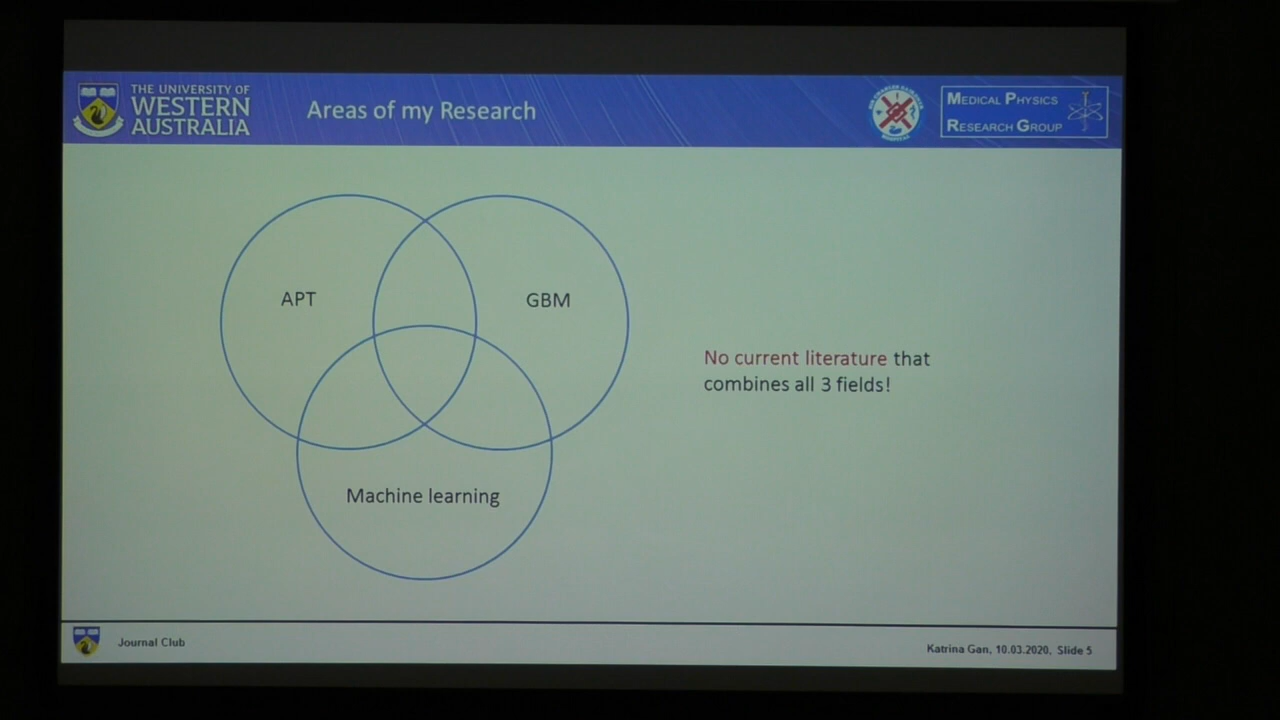 THE UNIVERSITY OF
WESTERN
AUSTRALIA
Areas of my Research
MEDICAL PHYSICS
RESEARCH GROUP
APT
GBM
Machine learning
No current literature that
combines all 3 fields!
Journal Club
Katrina Gan, 10.03.2020, Slide 5